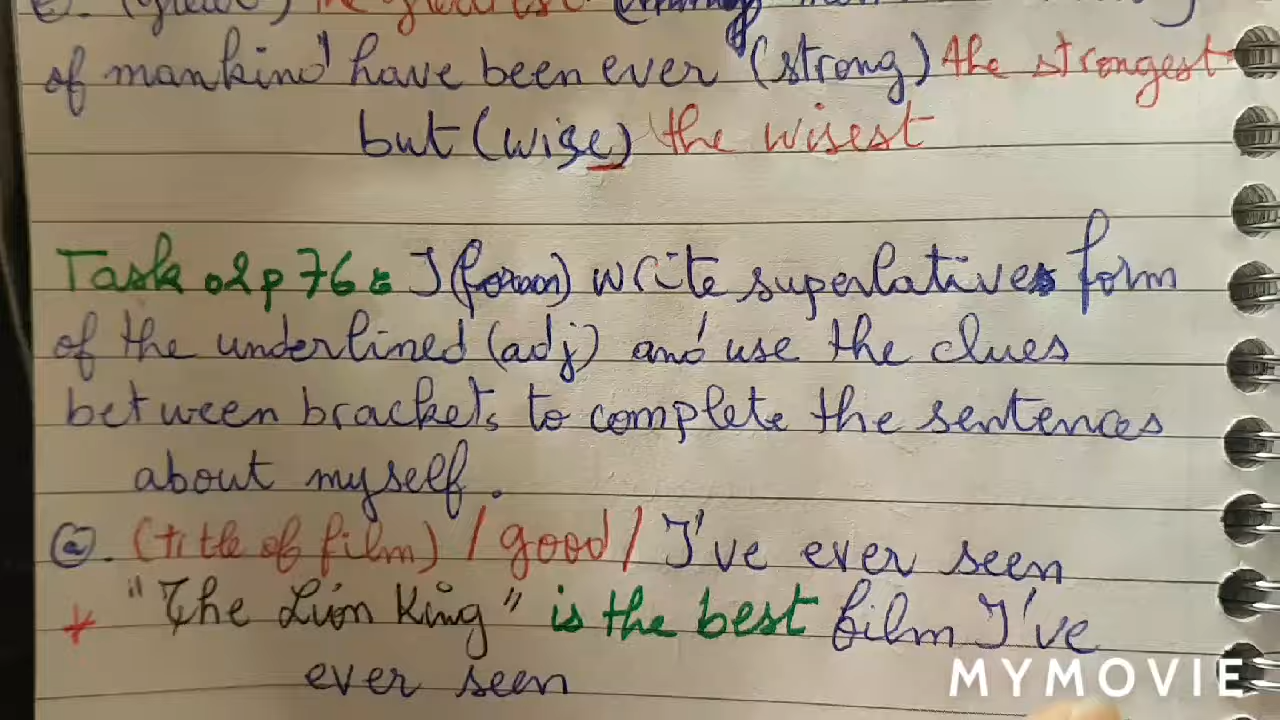 of mankind have been ever (strong) the strongest
but (wise) the wisest
Task 02 p 76 : I write superlatives form
of the underlined (adj) and use the clues
between brackets to complete the sentences
about myself.
a. (title of film) / good / I've ever seen
* "The Lion King" is the best film I've
ever seen
MYMOVIE